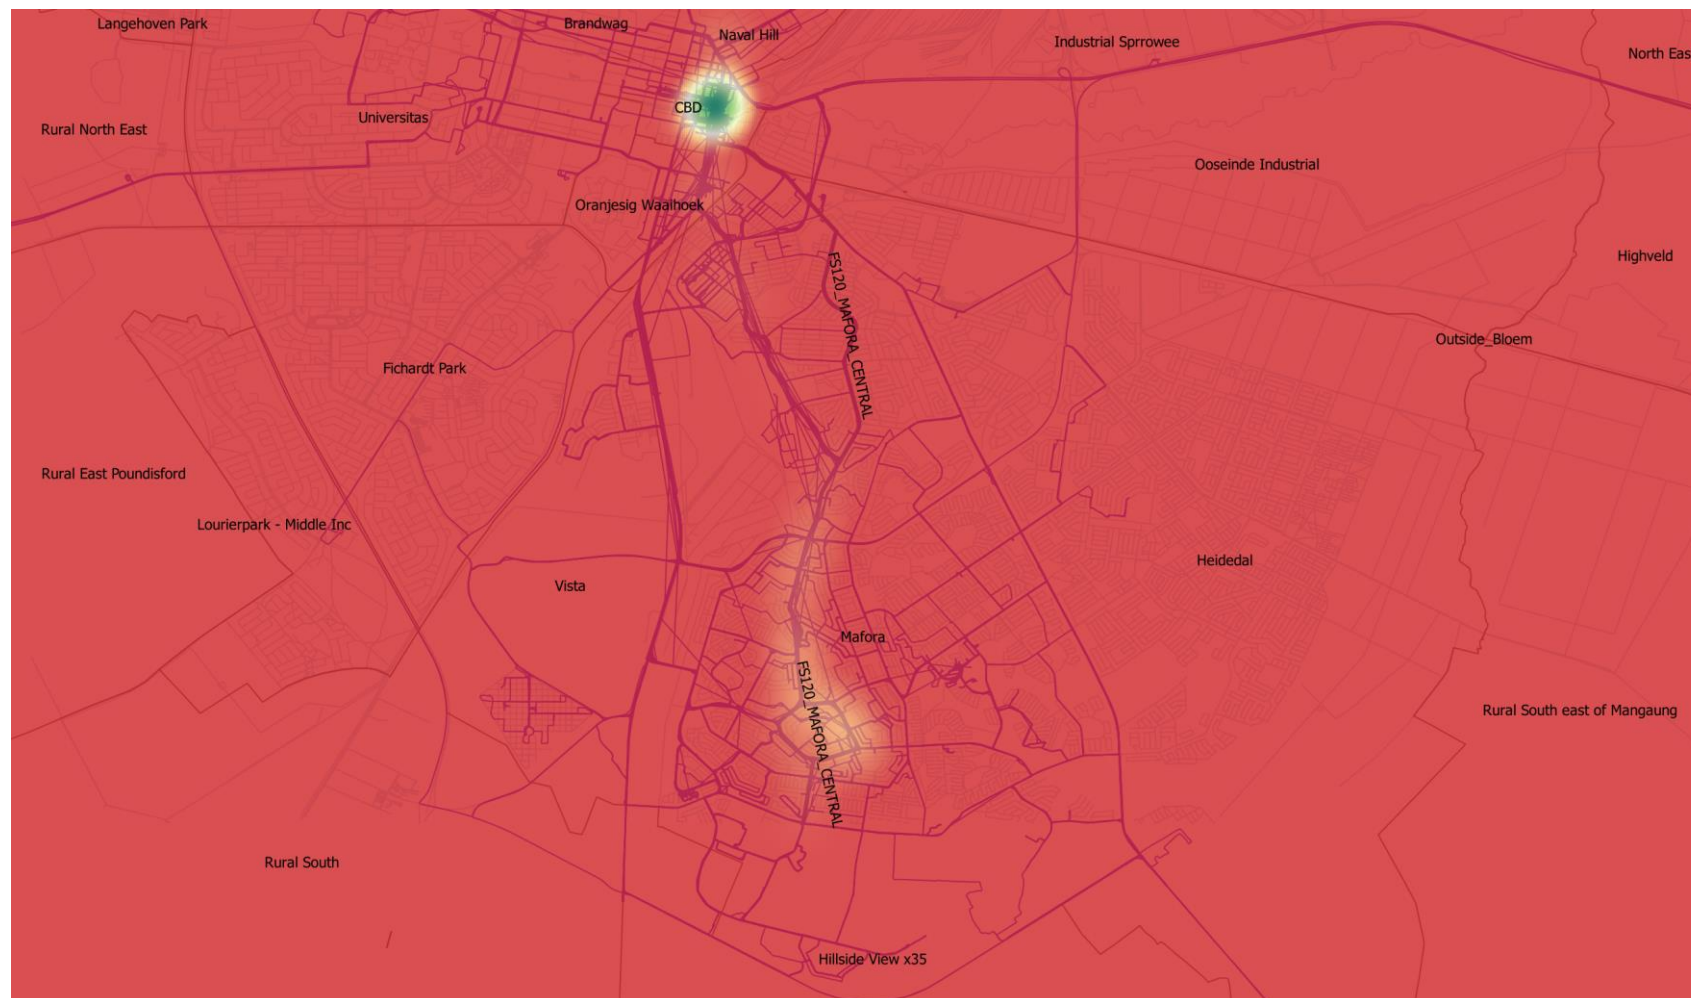 Langehoven Park
Brandwag
Naval Hill
Industrial Sprrowee
North Eas
CBD
Universitas
Rural North East
Ooseinde Industrial
Oranjesig Waaihoek
Highveld
FS120_MAFORA_CENTRAL
Outside_Bloem
Fichardt Park
Rural East Poundisford
Lourierpark - Middle Inc
Heidedal
Vista
Mafora
FS120_MAFORA_CENTRAL
Rural South east of Mangaung
Rural South
Hillside View x35